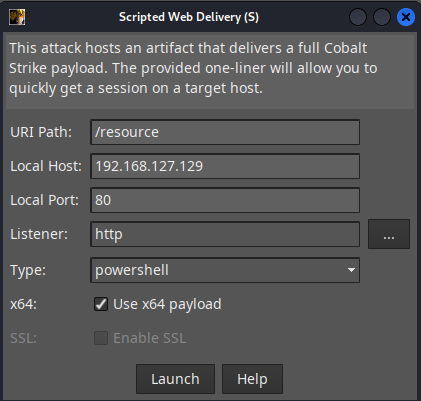 Scripted Web Delivery (S)
This attack hosts an artifact that delivers a full Cobalt
Strike payload. The provided one-liner will allow you to
quickly get a session on a target host.
URI Path: /resource
Local Host: 192.168.127.129
Local Port: 80
Listener: http ...
Type: powershell
x64: Use x64 payload
SSL: Enable SSL
Launch Help